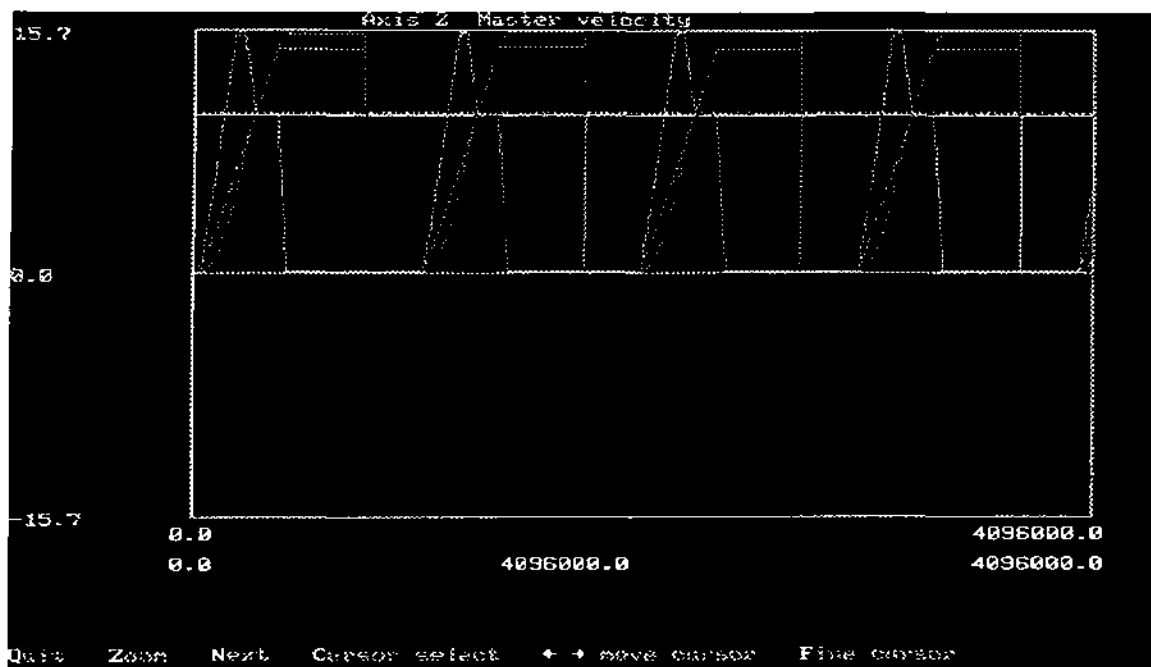 Axis Z Master velocity
15.7
0.0
-15.7
0.0 4096000.0
0.0 4096000.0 4096000.0
Quit Zoom Next Cursor select ← → move cursor Fine cursor